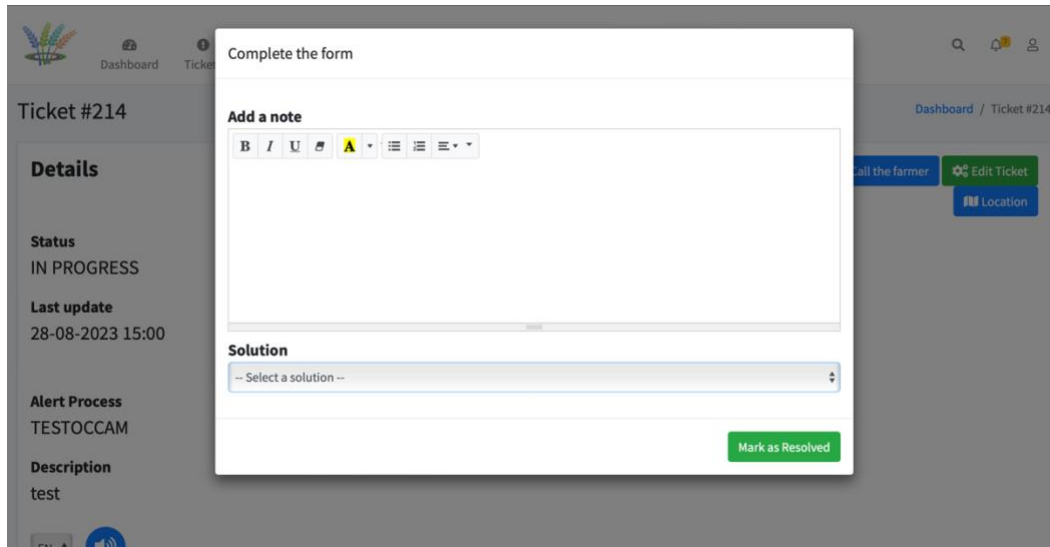 Dashboard
Complete the form
Ticket #214
Dashboard / Ticket #214
Add a note
B I U A
Details
Call the farmer
Edit Ticket
Location
Status
IN PROGRESS
Last update
28-08-2023 15:00
Solution
-- Select a solution --
Alert Process
TESTOCCAM
Mark as Resolved
Description
test
EN